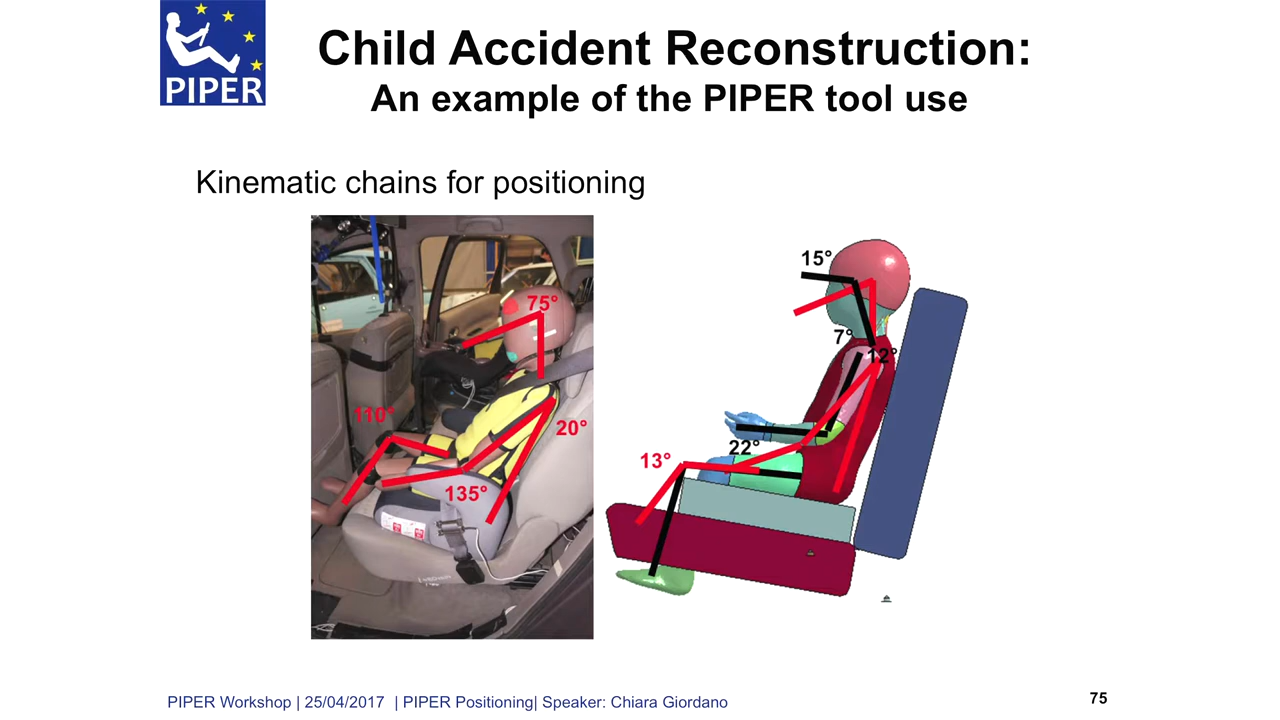 PIPER
Child Accident Reconstruction:
An example of the PIPER tool use
Kinematic chains for positioning
75°
110°
20°
135°
15°
7°
12°
22°
13°
PIPER Workshop | 25/04/2017 | PIPER Positioning| Speaker: Chiara Giordano
75